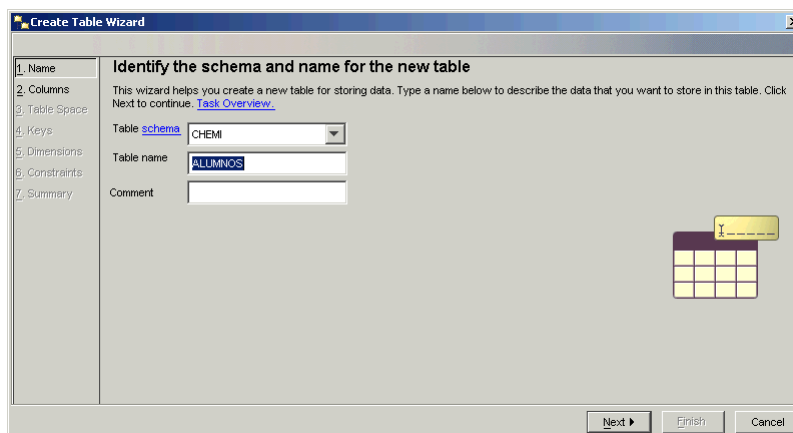 Create Table Wizard
1. Name
2. Columns
3. Table Space
4. Keys
5. Dimensions
6. Constraints
7. Summary
Identify the schema and name for the new table
This wizard helps you create a new table for storing data. Type a name below to describe the data that you want to store in this table. Click
Next to continue. Task Overview.
Table schema CHEMI
Table name ALUMNOS
Comment
Next Finish Cancel